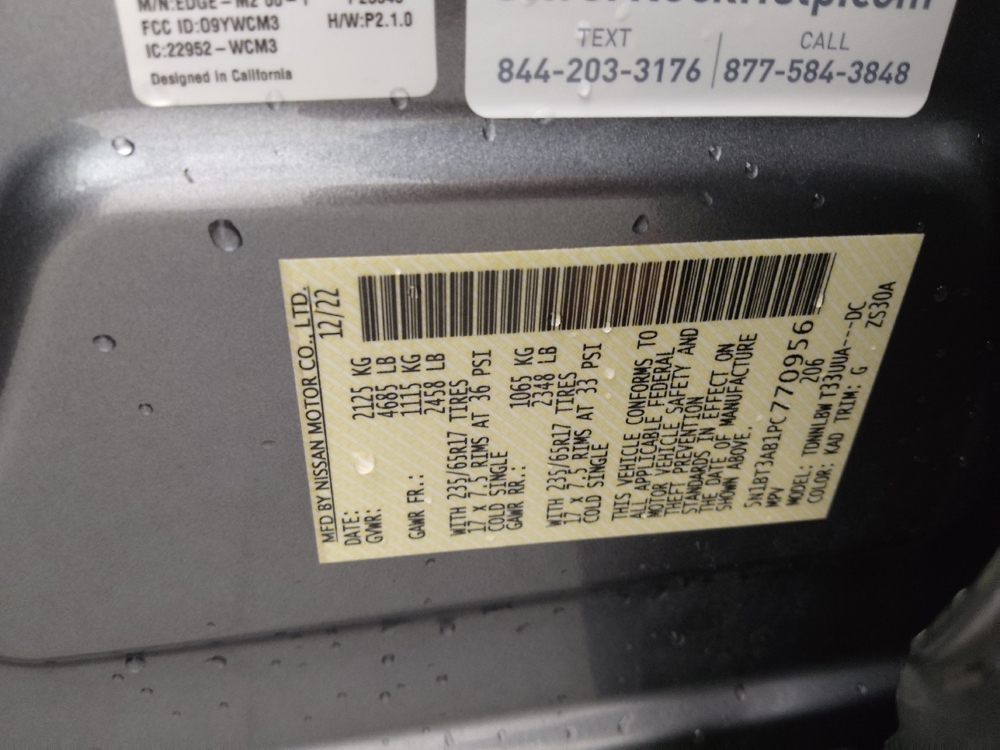 FCC ID:O9YWCM3
H/W:P2.1.0
IC:22952-WCM3
Designed in California
TEXT
844-203-3176
CALL
877-584-3848
MFD BY NISSAN MOTOR CO.,LTD.
DATE: 12/22
GVWR: 2125 KG
4685 LB
GAWR FR.: 1115 KG
2458 LB
WITH 235/65R17 TIRES
17 X 7.5 RIMS AT 36 PSI
COLD SINGLE
GAWR RR.: 1065 KG
2348 LB
WITH 235/65R17 TIRES
17 X 7.5 RIMS AT 33 PSI
COLD SINGLE
THIS VEHICLE CONFORMS TO
ALL APPLICABLE FEDERAL
MOTOR VEHICLE SAFETY AND
THEFT PREVENTION
STANDARDS IN EFFECT ON
THE DATE OF MANUFACTURE
SHOWN ABOVE.
5N1BT3AB1PC770956
MPV 206
MODEL: TDNNLBW T33UUA---DC
COLOR: KAD TRIM: G ZS30A